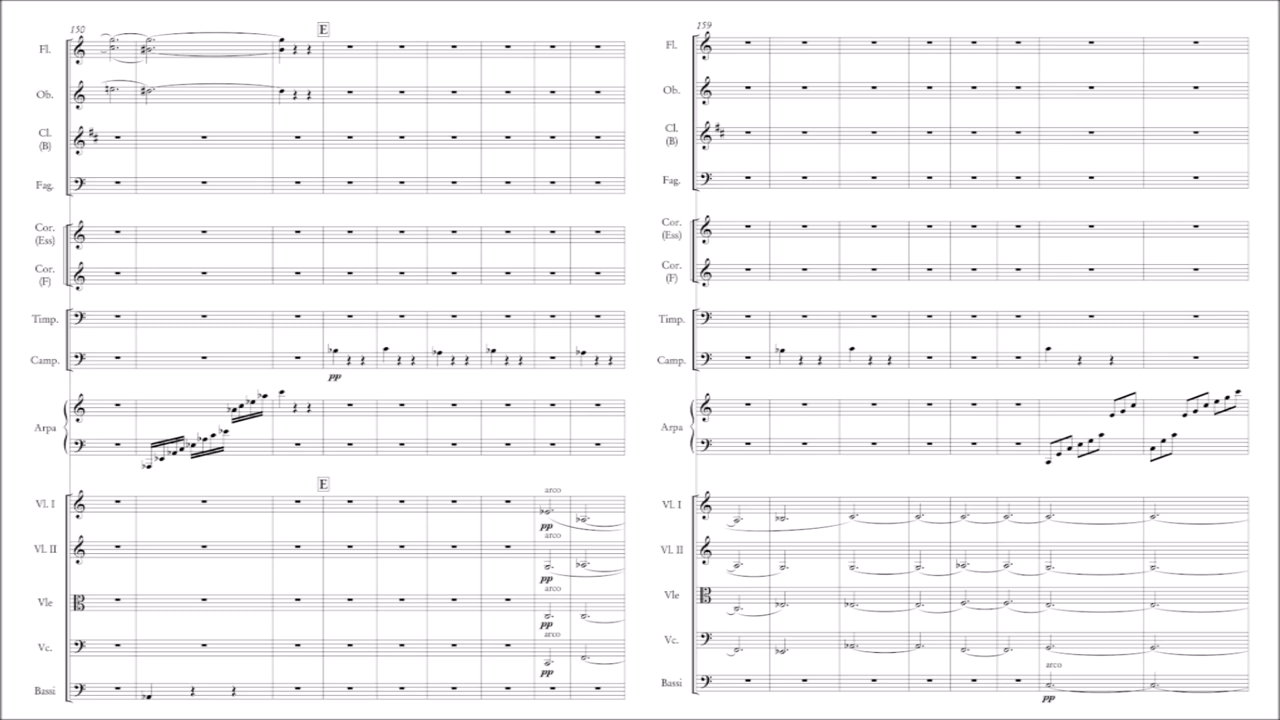 150
E
Fl.
Ob.
Cl.
(B)
Fag.
Cor.
(Ess)
Cor.
(F)
Timp.
Camp.
pp
Arpa
E
arco
Vl. I
pp
arco
Vl. II
pp
arco
Vle
pp
arco
Vc.
pp
Bassi
159
Fl.
Ob.
Cl.
(B)
Fag.
Cor.
(Ess)
Cor.
(F)
Timp.
Camp.
Arpa
Vl. I
Vl. II
Vle
Vc.
arco
Bassi
pp